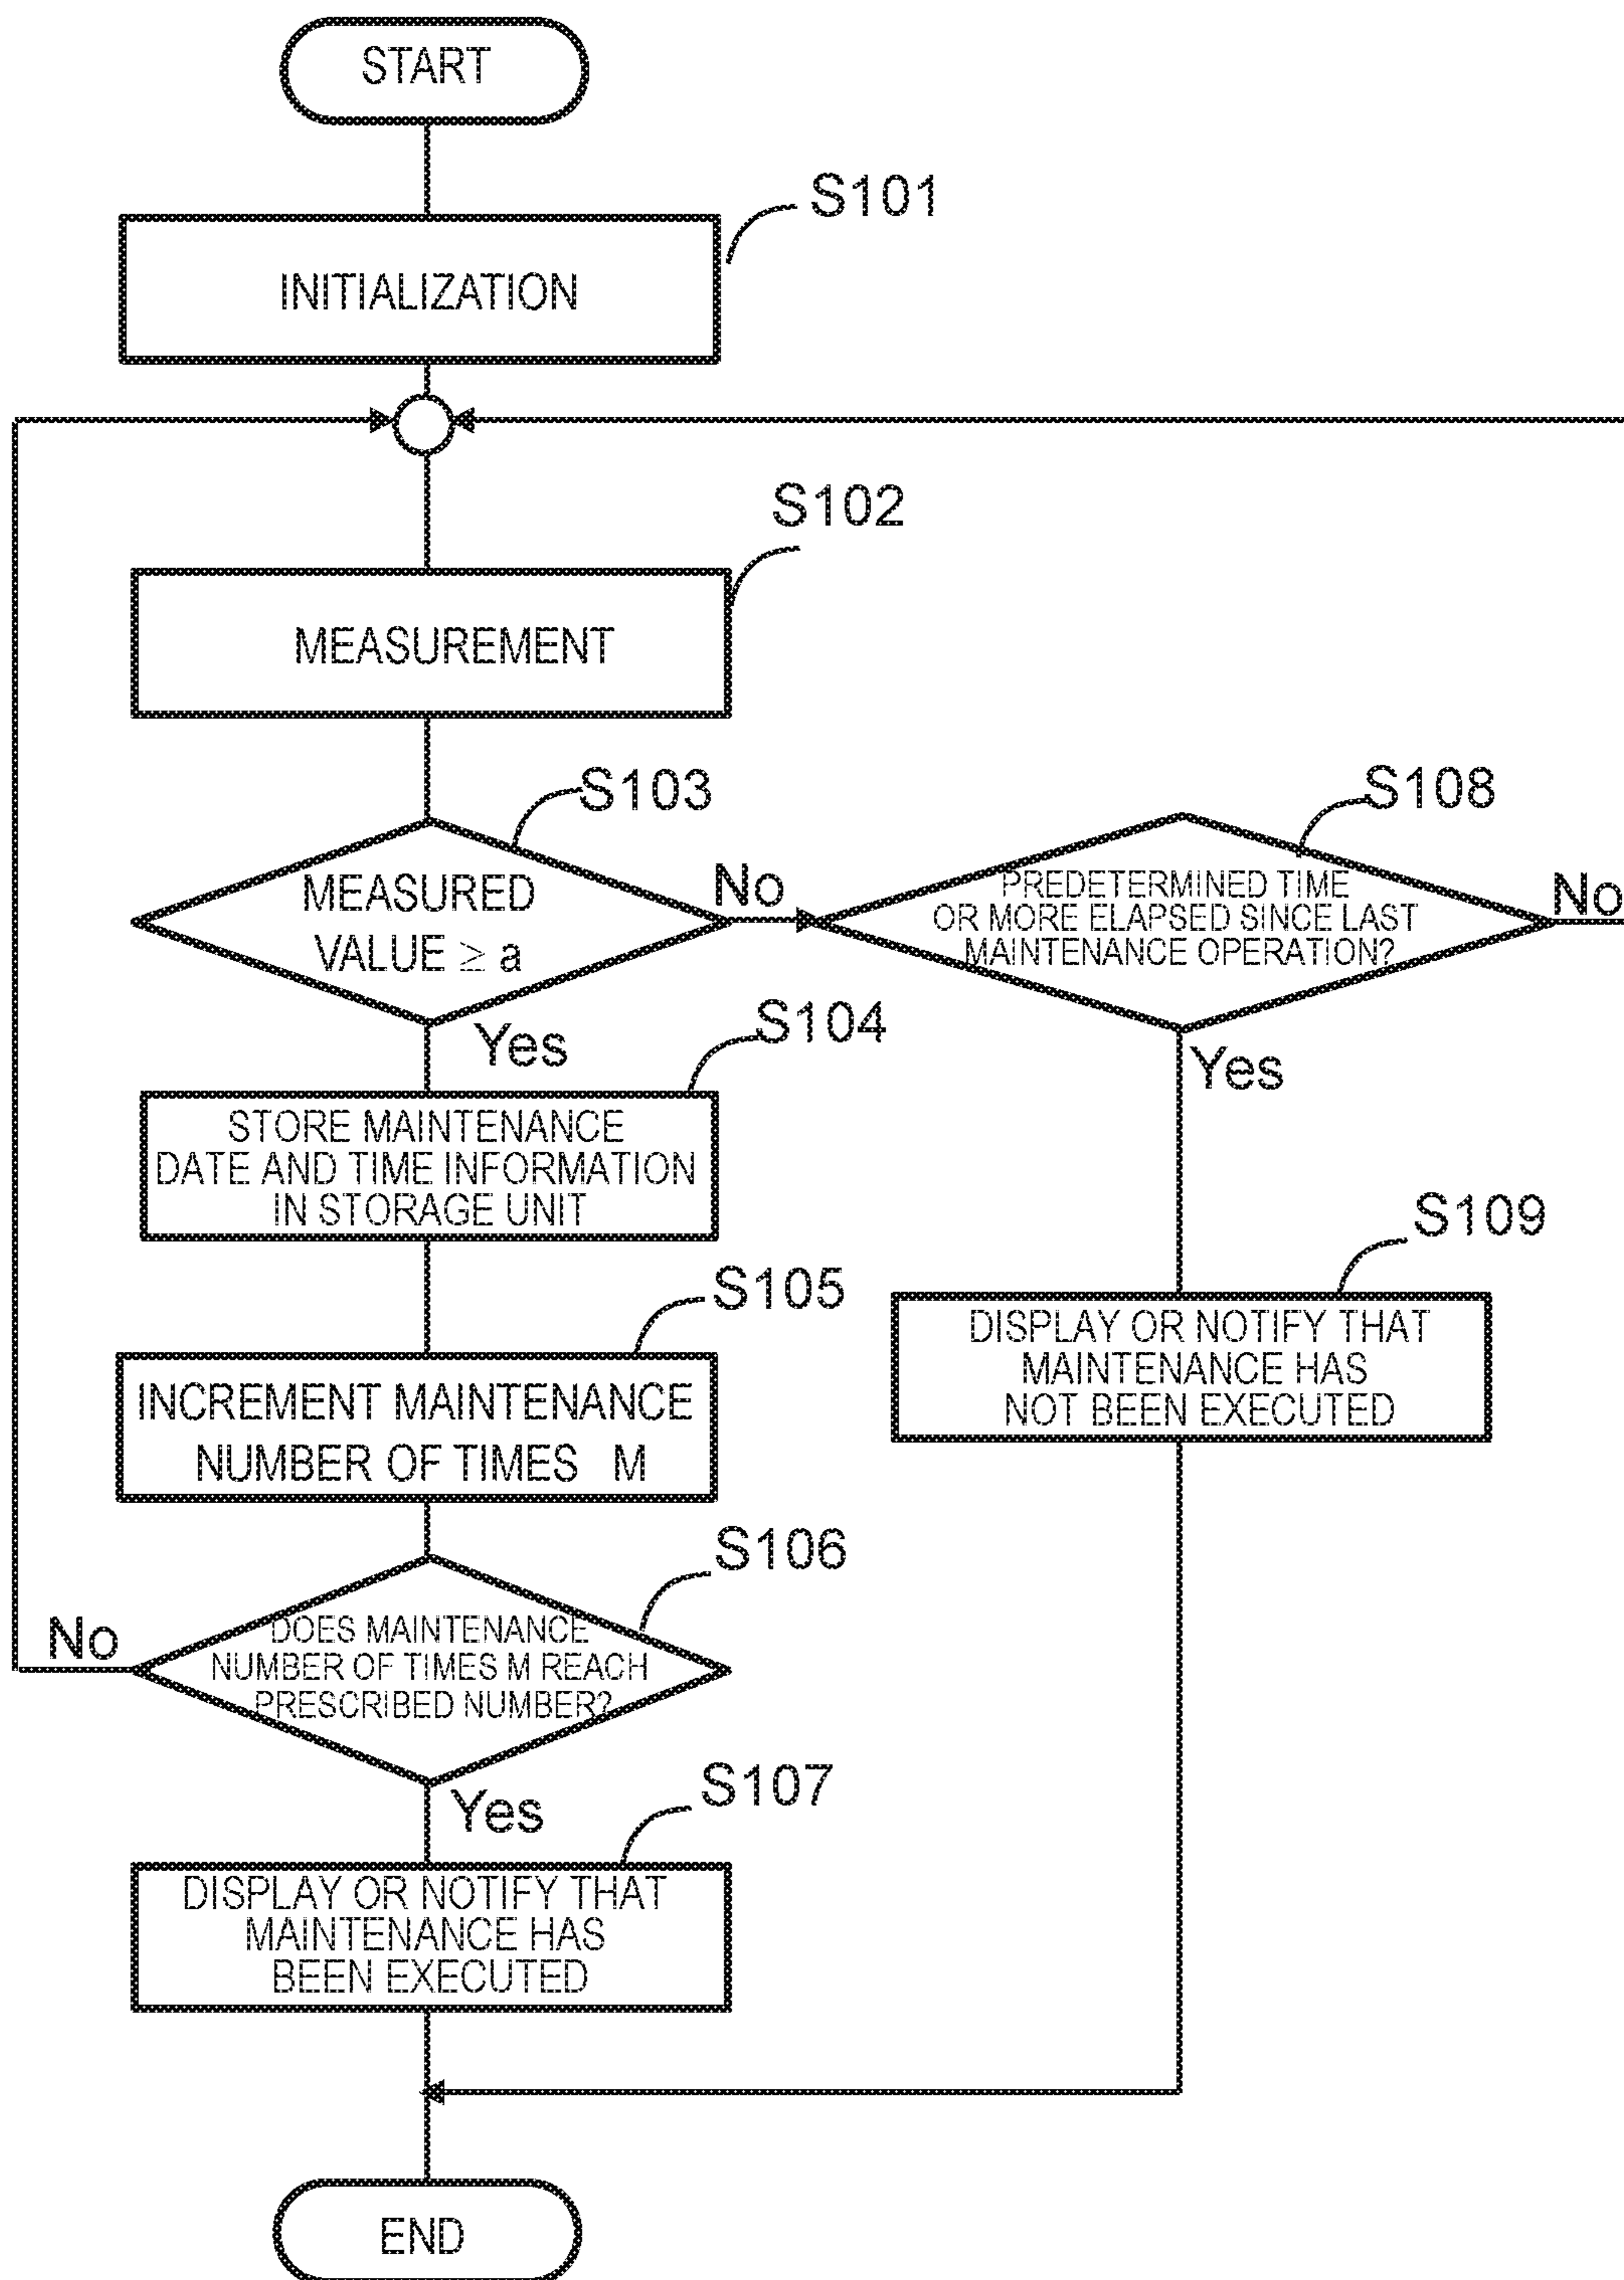 START
S101
INITIALIZATION
S102
MEASUREMENT
S103
MEASURED
VALUE ≥ a
No
Yes
S108
PREDETERMINED TIME
OR MORE ELAPSED SINCE LAST
MAINTENANCE OPERATION?
No
Yes
S104
STORE MAINTENANCE
DATE AND TIME INFORMATION
IN STORAGE UNIT
S109
DISPLAY OR NOTIFY THAT
MAINTENANCE HAS
NOT BEEN EXECUTED
S105
INCREMENT MAINTENANCE
NUMBER OF TIMES M
S106
DOES MAINTENANCE
NUMBER OF TIMES M REACH
PRESCRIBED NUMBER?
No
Yes
S107
DISPLAY OR NOTIFY THAT
MAINTENANCE HAS
BEEN EXECUTED
END